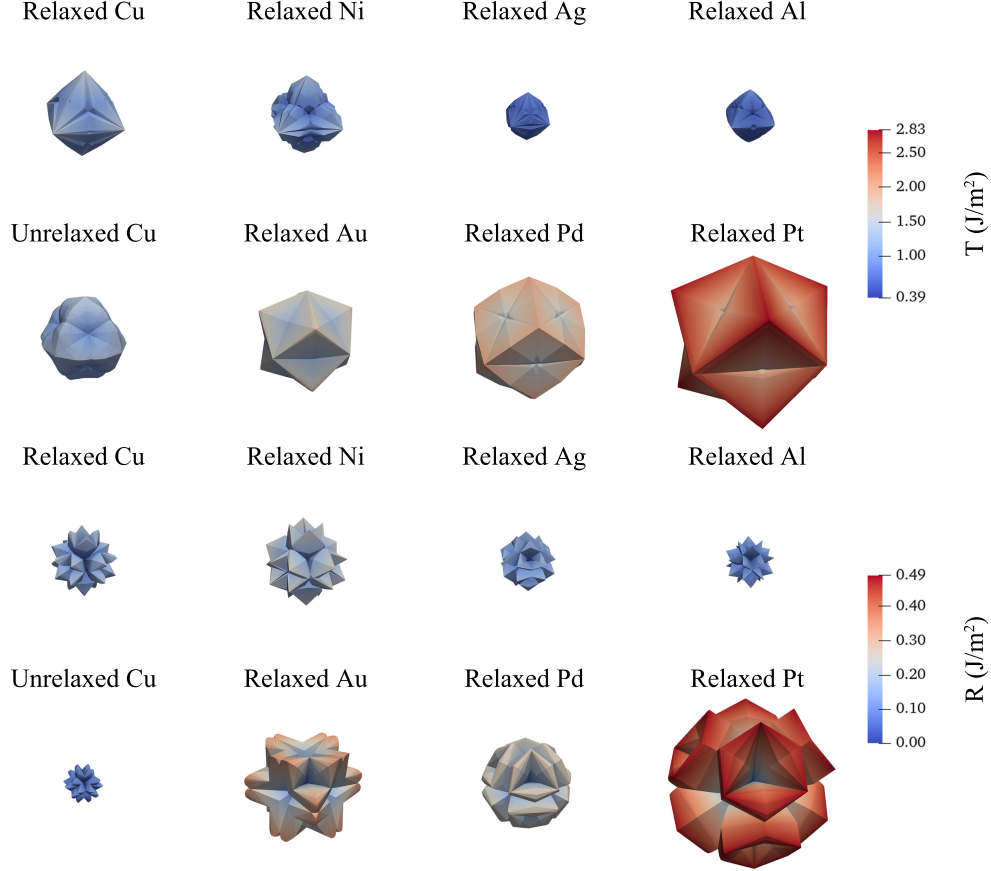 Relaxed Cu Relaxed Ni Relaxed Ag Relaxed Al
2.83
2.50
2.00
1.50
1.00
0.39
T (J/m²)
Unrelaxed Cu Relaxed Au Relaxed Pd Relaxed Pt
Relaxed Cu Relaxed Ni Relaxed Ag Relaxed Al
0.49
0.40
0.30
0.20
0.10
0.00
R (J/m²)
Unrelaxed Cu Relaxed Au Relaxed Pd Relaxed Pt